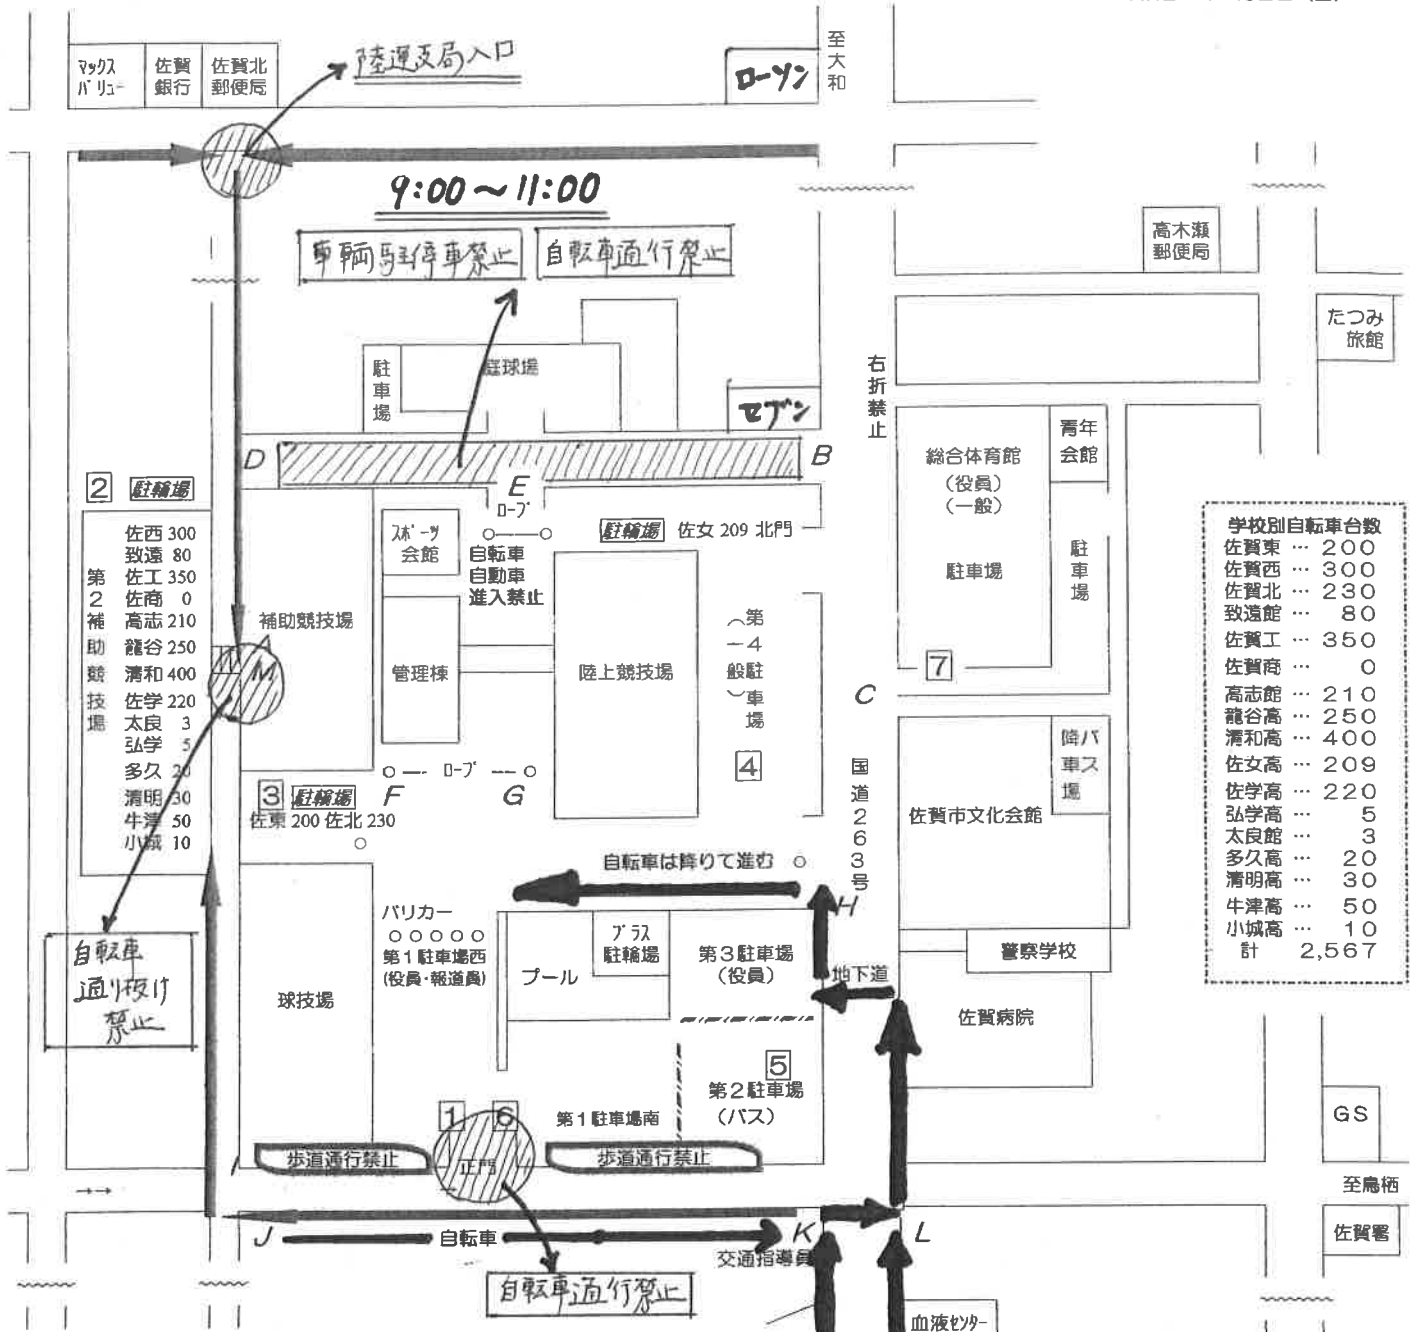 陸運支局入口
マックス
バリュー
佐賀
銀行
佐賀北
郵便局
ローソン
至大和
9:00～11:00
車輌駐停車禁止
自転車通行禁止
高木瀬
郵便局
たつみ
旅館
駐車場
庭球場
セブン
右折禁止
D
B
E
ロープ
総合体育館
(役員)
(一般)
駐車場
青年
会館
駐車場
2 駐輪場
第2補助競技場
佐西 300
致遠 80
佐工 350
佐商 0
高志 210
龍谷 250
清和 400
佐学 220
太良 3
弘学 5
多久 20
清明 30
牛津 50
小城 10
スポーツ
会館
自転車
自動車
進入禁止
駐輪場 佐女 209 北門
補助競技場
A
M
管理棟
陸上競技場
第4駐車場
(一般)
4
7
C
学校別自転車台数
佐賀東 … 200
佐賀西 … 300
佐賀北 … 230
致遠館 … 80
佐賀工 … 350
佐賀商 … 0
高志館 … 210
龍谷高 … 250
清和高 … 400
佐女高 … 209
佐学高 … 220
弘学高 … 5
太良館 … 3
多久高 … 20
清明高 … 30
牛津高 … 50
小城高 … 10
計 2,567
ロープ
3 駐輪場
F
G
佐東 200 佐北 230
国道263号
佐賀市文化会館
バス
降車場
自転車は降りて進む
H
バリカー
第1駐車場西
(役員・報道員)
プール
プラス
駐輪場
第3駐車場
(役員)
地下道
警察学校
佐賀病院
自転車
通り抜け
禁止
球技場
5
第2駐車場
(バス)
1
6
第1駐車場南
GS
I
歩道通行禁止
正門
歩道通行禁止
→→
至鳥栖
J
自転車
K
L
交通指導員
佐賀署
自転車通行禁止
血液センター